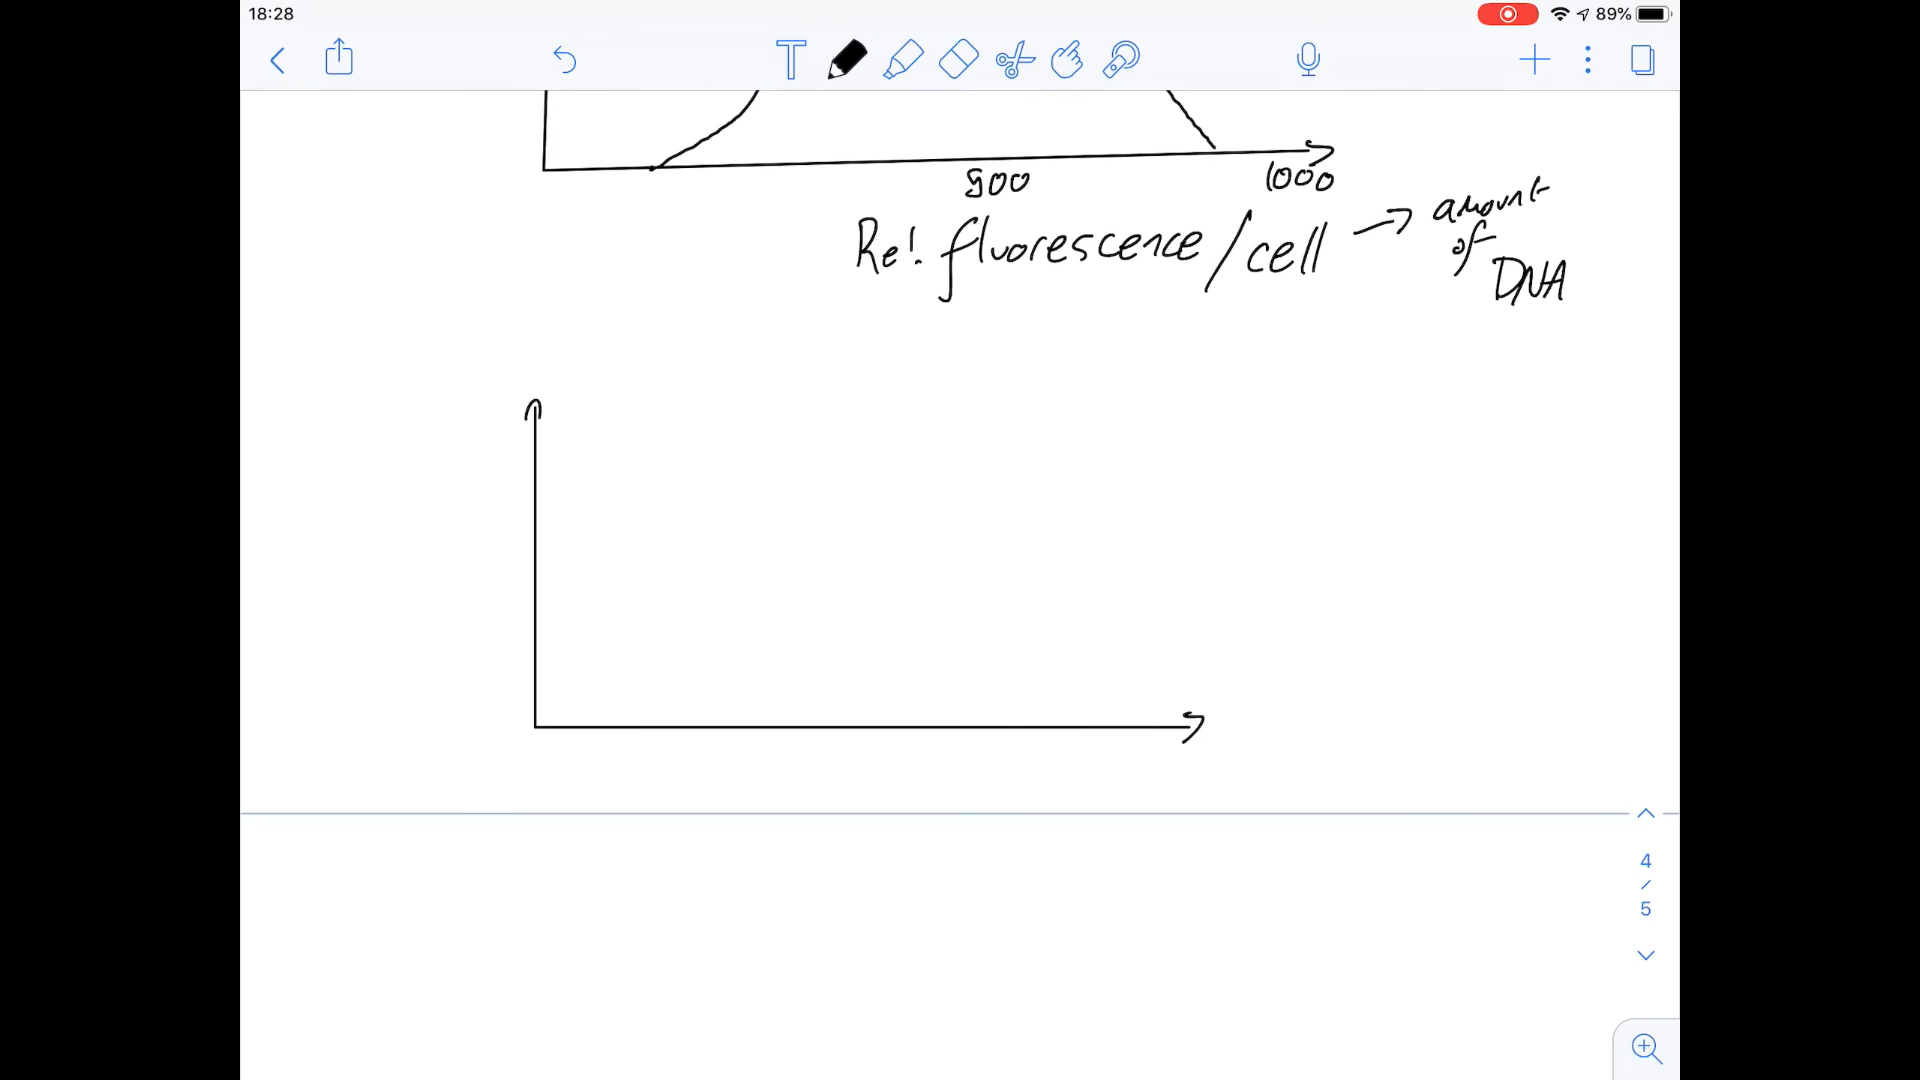 18:28
89%
T
500 1000
Rel. fluorescence/cell → amount
of
DNA
4
/
5